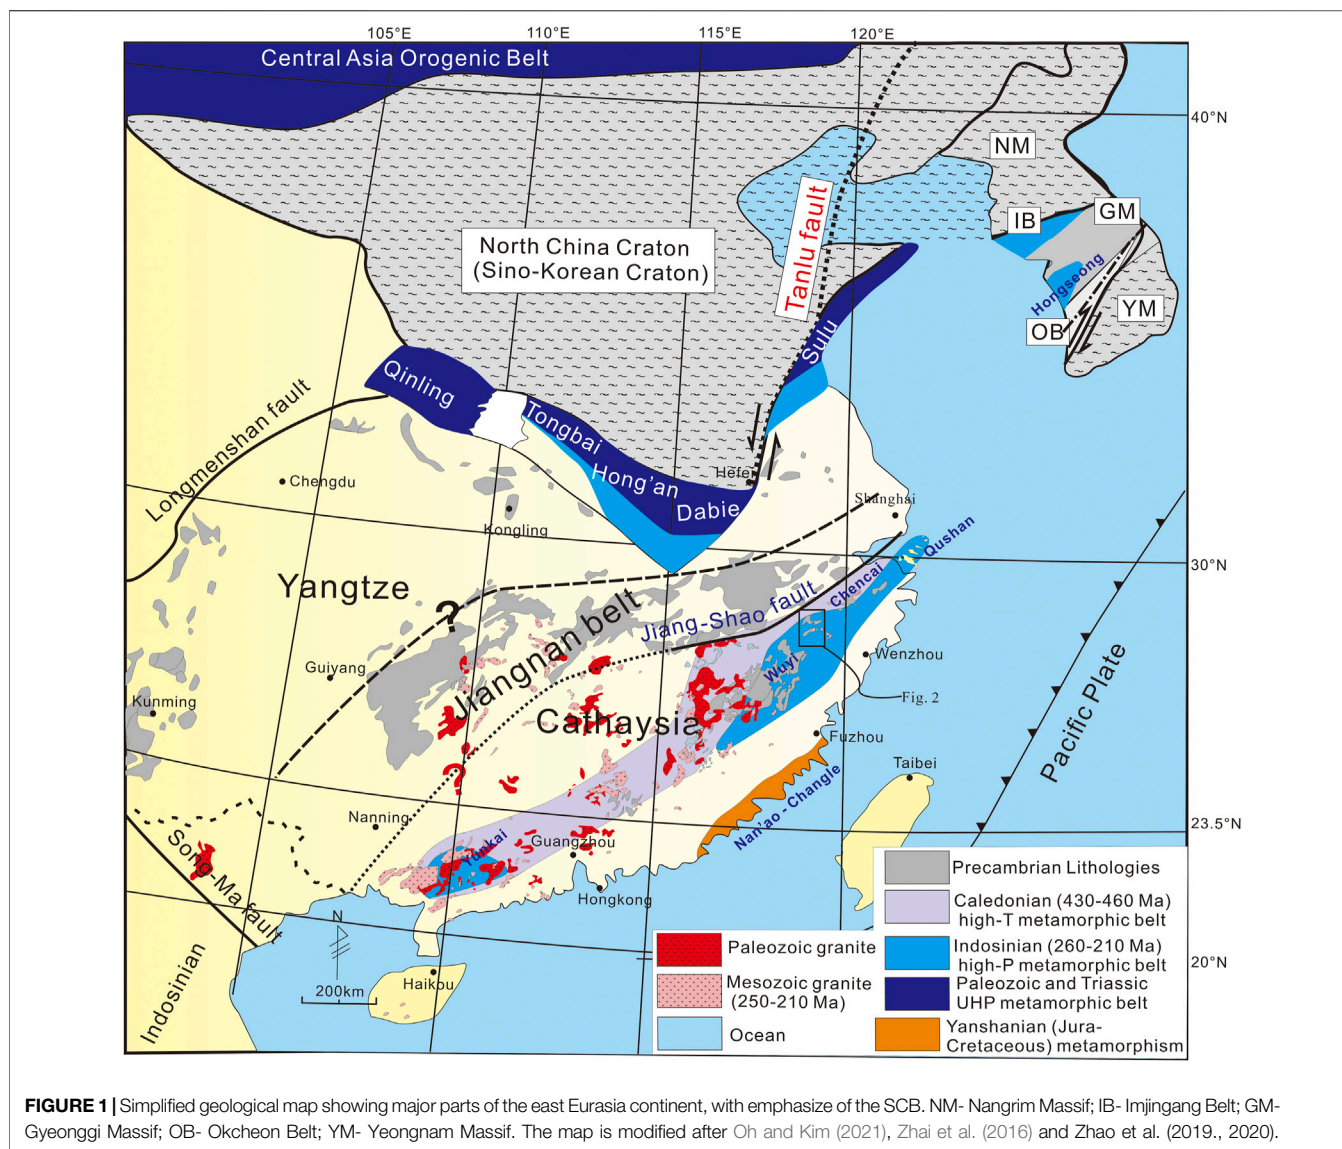 105°E
110°E
115°E
120°E
Central Asia Orogenic Belt
40°N
NM
GM
IB
Tanlu fault
North China Craton
(Sino-Korean Craton)
Hongseong
YM
OB
Sulu
Qinling
Tongbai
Hong'an
Dabie
Longmenshan fault
Chengdu
Hefe
Shanghai
Kongling
Qushan
30°N
Yangtze
?
Chencai
Jiang-Shao fault
Jiangnan belt
Wuyi
Wenzhou
Guiyang
Fig. 2
Kunming
Cathaysia
Fuzhou
Pacific Plate
?
Taibei
Nan'ao - Changle
Nanning
23.5°N
Yunkai
Guangzhou
Song-Ma fault
Hongkong
N
Haikou
200km
Indosinian
20°N
Precambrian Lithologies
Caledonian (430-460 Ma)
high-T metamorphic belt
Paleozoic granite
Indosinian (260-210 Ma)
high-P metamorphic belt
Mesozoic granite
(250-210 Ma)
Paleozoic and Triassic
UHP metamorphic belt
Ocean
Yanshanian (Jura-
Cretaceous) metamorphism
FIGURE 1 | Simplified geological map showing major parts of the east Eurasia continent, with emphasize of the SCB. NM- Nangrim Massif; IB- Imjingang Belt; GM-
Gyeonggi Massif; OB- Okcheon Belt; YM- Yeongnam Massif. The map is modified after Oh and Kim (2021), Zhai et al. (2016) and Zhao et al. (2019., 2020).